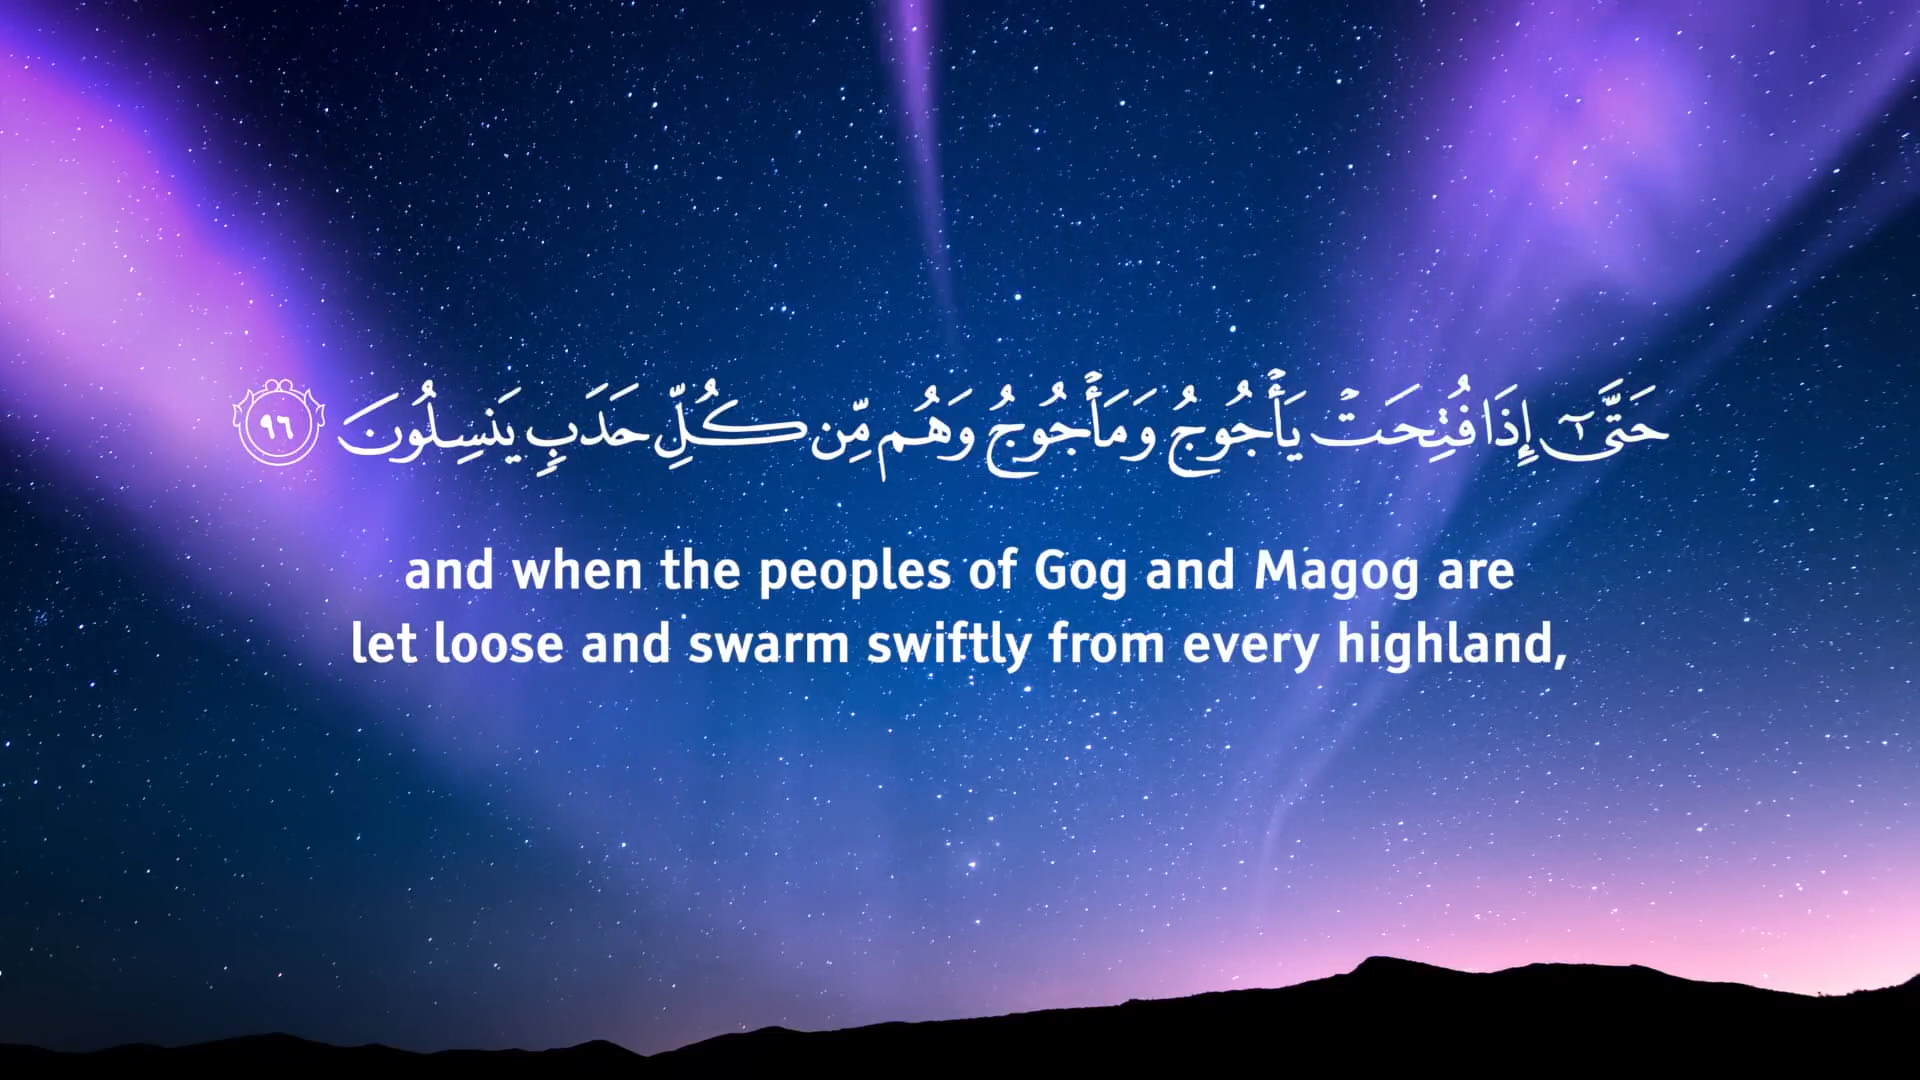 حَتَّىٰٓ إِذَا فُتِحَتْ يَأْجُوجُ وَمَأْجُوجُ وَهُم مِّن كُلِّ حَدَبٍ يَنسِلُونَ ٩٦
and when the peoples of Gog and Magog are
let loose and swarm swiftly from every highland,